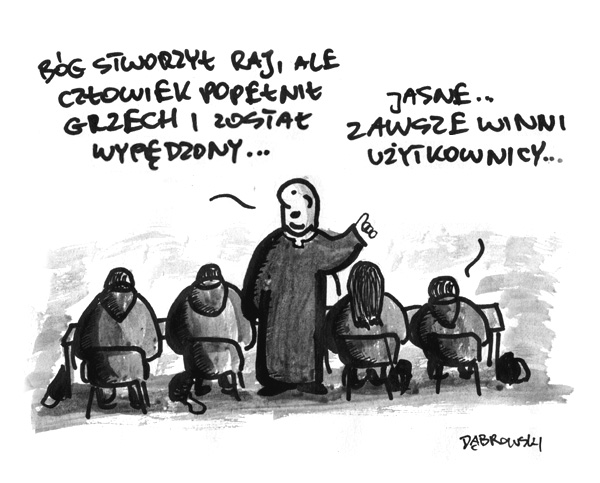 BÓG STWORZYŁ RAJ, ALE
CZŁOWIEK POPEŁNIŁ
GRZECH I ZOSTAŁ
WYPĘDZONY...
JASNE...
ZAWSZE WINNI
UŻYTKOWNICY...
DĄBROWSKI